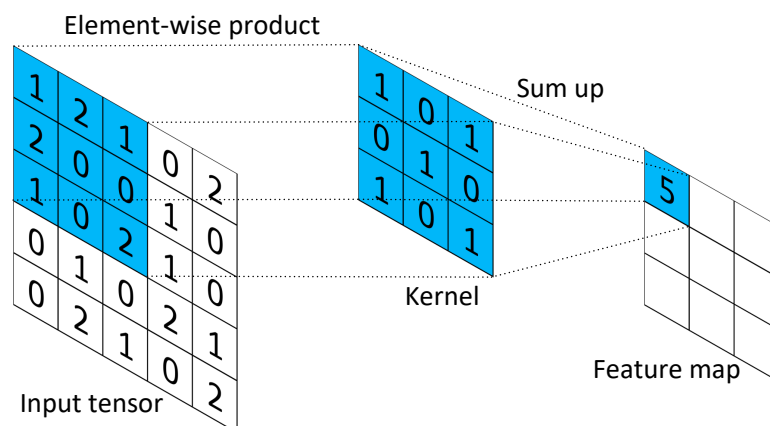 Element-wise product
Sum up
1 2 1 0 2
2 0 0 1 0
1 0 2 1 0
0 1 0 2 1
0 2 1 0 2
1 0 1
0 1 0
1 0 1
5
Kernel
Feature map
Input tensor